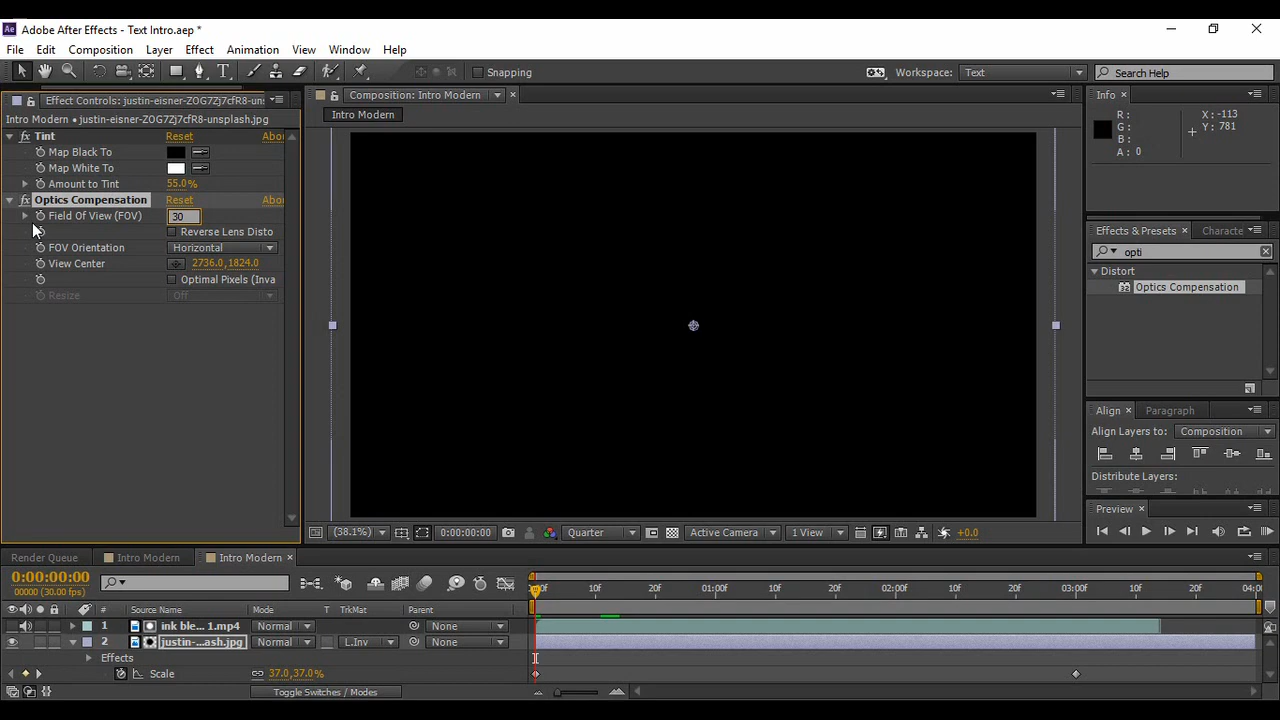 Ae Adobe After Effects - Text Intro.aep *
File Edit Composition Layer Effect Animation View Window Help
T Snapping Workspace: Text Search Help
Effect Controls: justin-eisner-ZOG7Zj7cfR8-uns
Intro Modern • justin-eisner-ZOG7Zj7cfR8-unsplash.jpg
fx Tint Reset Abou
Map Black To
Map White To
Amount to Tint 55.0%
fx Optics Compensation Reset Abou
Field Of View (FOV) 30
Reverse Lens Disto
FOV Orientation Horizontal
View Center 2736.0,1824.0
Optimal Pixels (Inva
Resize Off
Composition: Intro Modern
Intro Modern
Info
R: X: -113
G: Y: 781
B:
A: 0
Effects & Presets Characte
opti
Distort
32 Optics Compensation
Align Paragraph
Align Layers to: Composition
Distribute Layers:
Preview
(38.1%) 0:00:00:00 Quarter Active Camera 1 View +0.0
Render Queue Intro Modern Intro Modern
0:00:00:00
00000 (30.00 fps)
:00F 10F 20F 01:00F 10F 20F 02:00F 10F 20F 03:00F 10F 20F 04:0
# Source Name Mode T TrkMat Parent
1 ink ble... 1.mp4 Normal None
2 justin-...ash.jpg Normal L.Inv None
Effects
Scale 37.0,37.0%
Toggle Switches / Modes